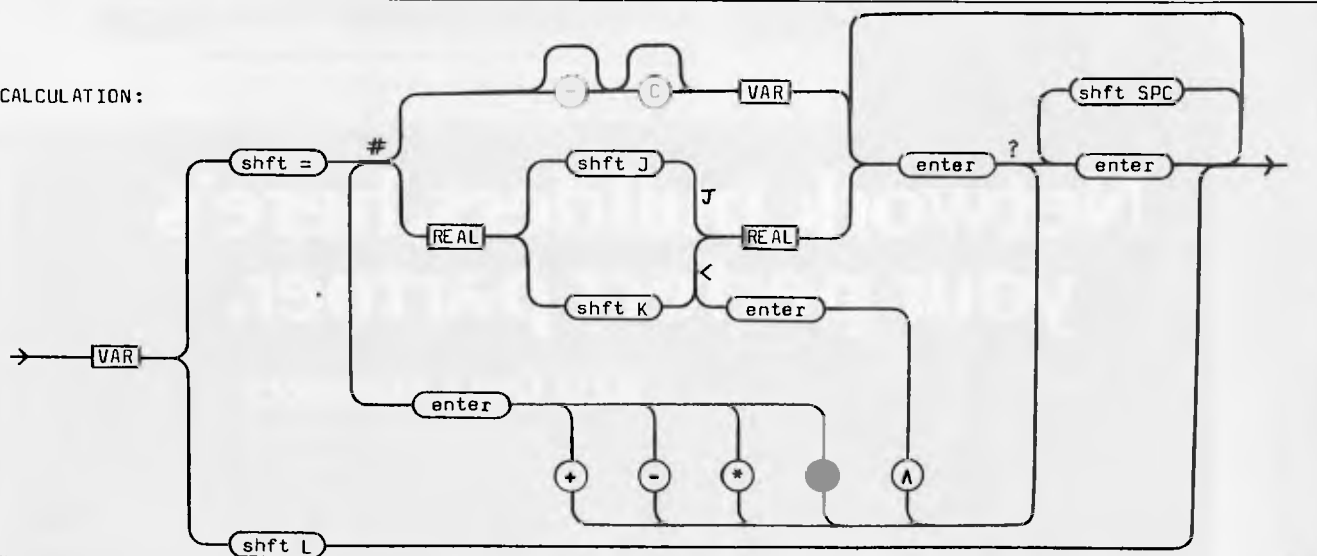 CALCULATION:
- C VAR
shft SPC
shft = # shft J enter ? enter
J
REAL REAL
<
shft K enter
VAR
enter
+ - * ∧
shft L